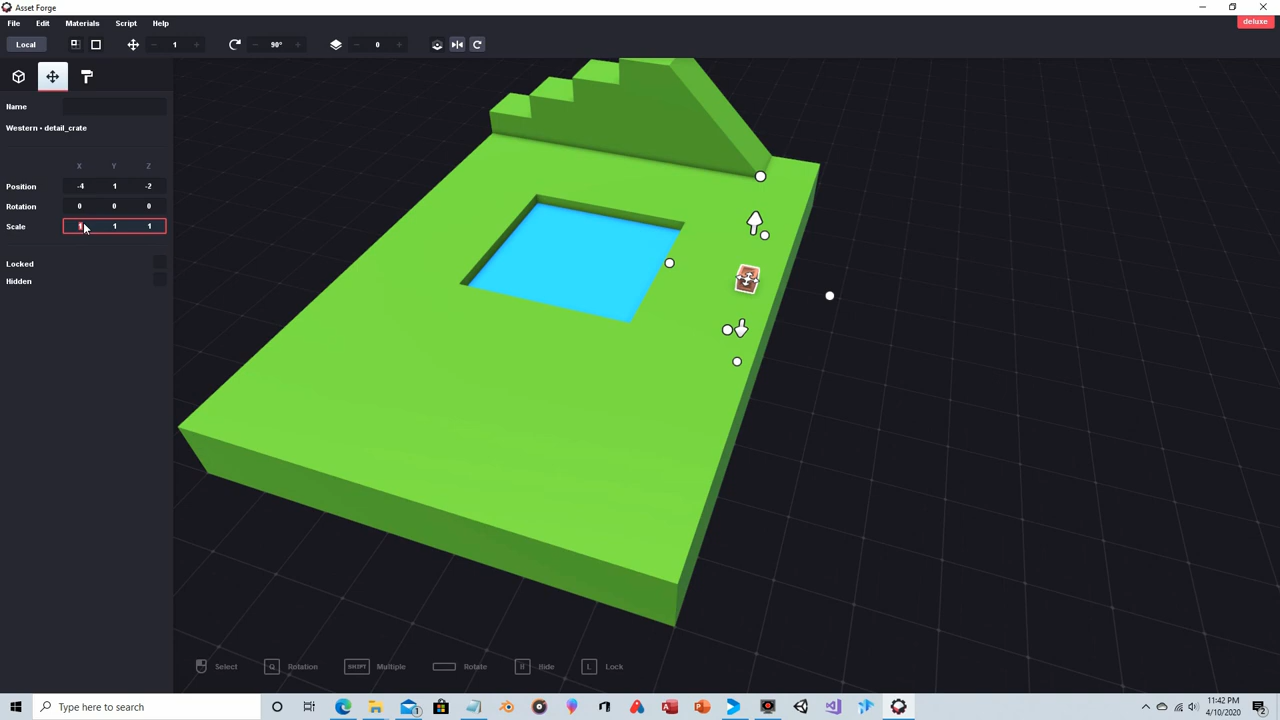 Asset Forge
File Edit Materials Script Help
deluxe
Local 1 90° 0
Name
Western • detail_crate
X Y Z
Position -4 1 -2
Rotation 0 0 0
Scale 1 1 1
Locked
Hidden
Select Q Rotation SHIFT Multiple Rotate H Hide L Lock
Type here to search
11:42 PM
4/10/2020